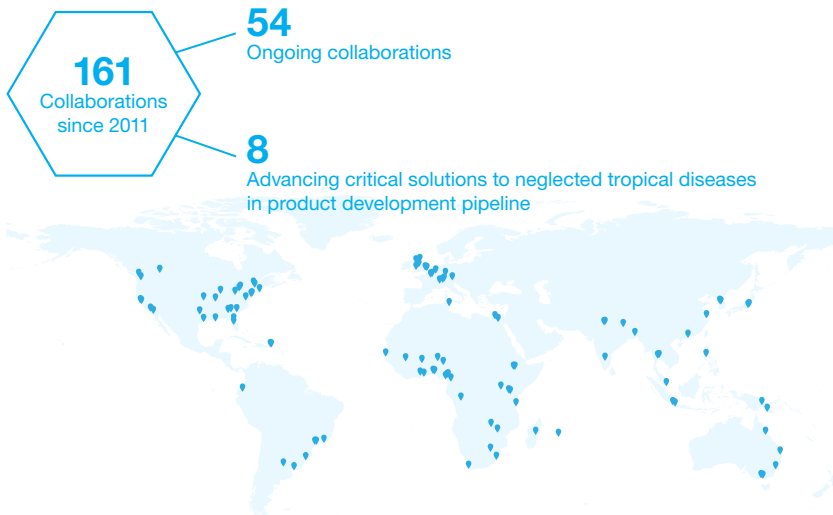 161
Collaborations
since 2011
54
Ongoing collaborations
8
Advancing critical solutions to neglected tropical diseases
in product development pipeline